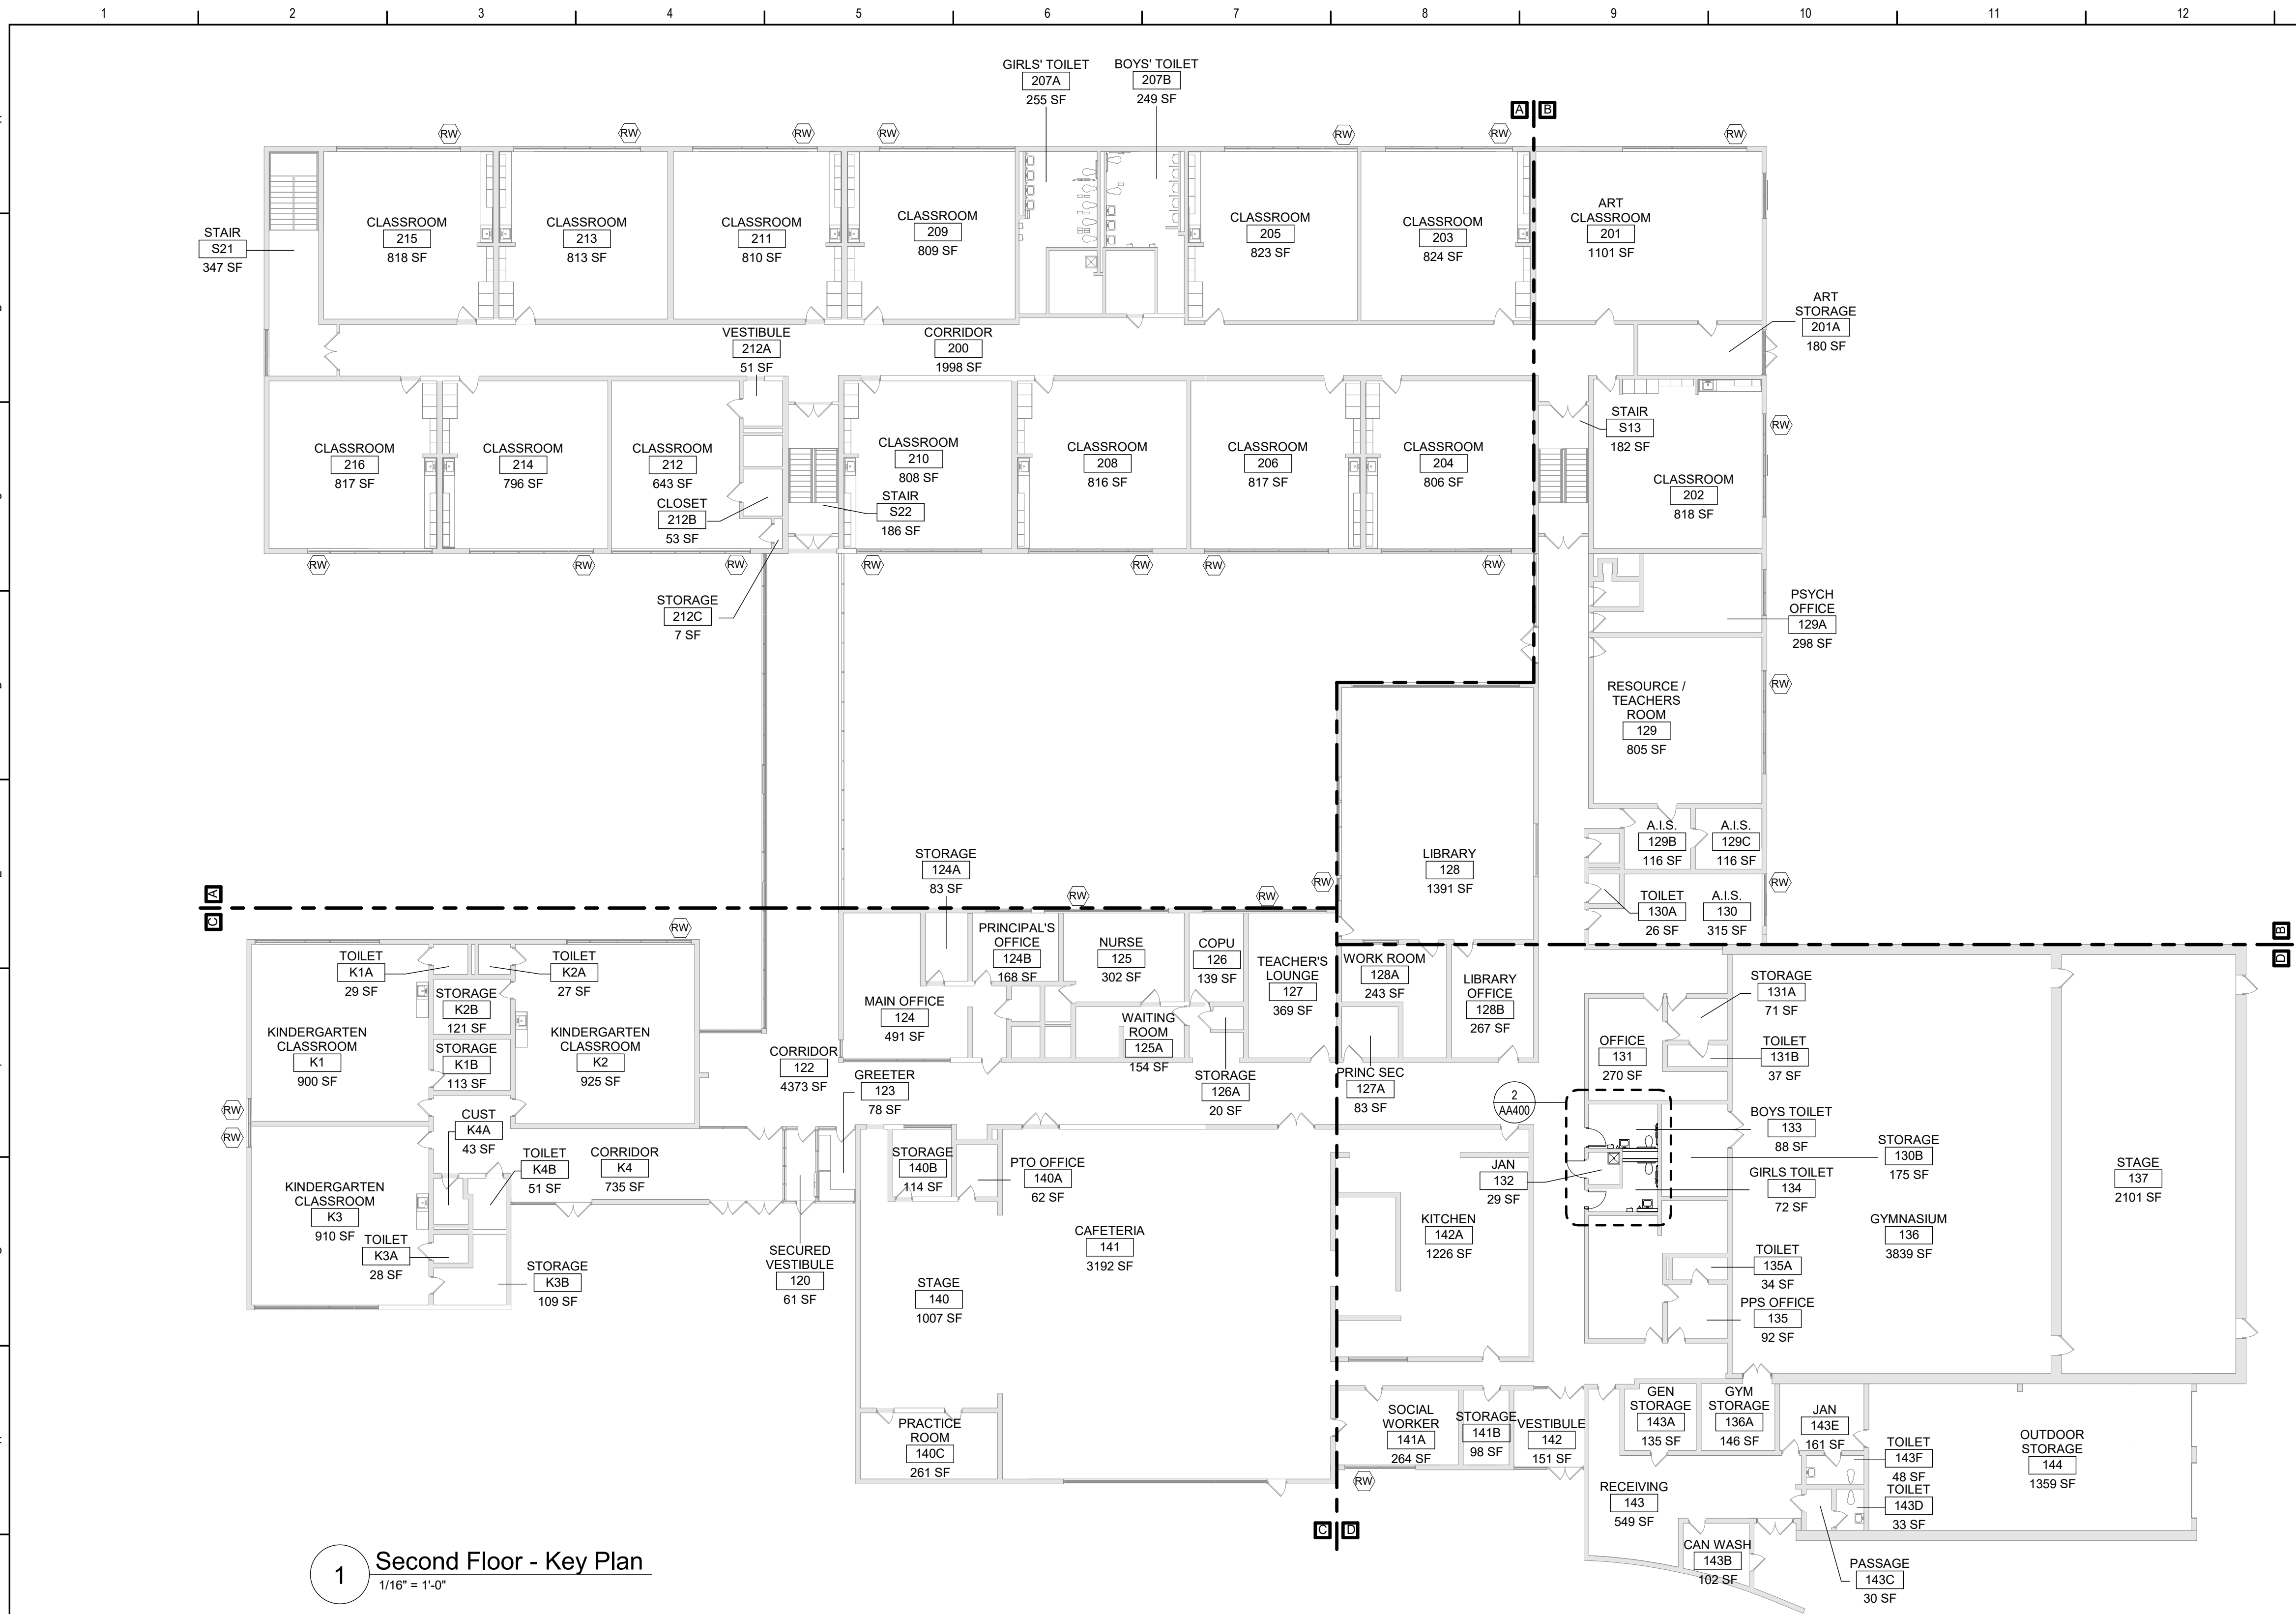 1 2 3 4 5 6 7 8 9 10 11 12
GIRLS' TOILET
207A
255 SF
BOYS' TOILET
207B
249 SF
A B
RW RW RW RW RW RW RW
STAIR
S21
347 SF
CLASSROOM
215
818 SF
CLASSROOM
213
813 SF
CLASSROOM
211
810 SF
CLASSROOM
209
809 SF
CLASSROOM
205
823 SF
CLASSROOM
203
824 SF
ART
CLASSROOM
201
1101 SF
ART
STORAGE
201A
180 SF
VESTIBULE
212A
51 SF
CORRIDOR
200
1998 SF
CLASSROOM
216
817 SF
CLASSROOM
214
796 SF
CLASSROOM
212
643 SF
CLOSET
212B
53 SF
CLASSROOM
210
808 SF
STAIR
S22
186 SF
CLASSROOM
208
816 SF
CLASSROOM
206
817 SF
CLASSROOM
204
806 SF
STAIR
S13
182 SF
RW
CLASSROOM
202
818 SF
RW RW RW RW RW RW RW
STORAGE
212C
7 SF
PSYCH
OFFICE
129A
298 SF
RESOURCE /
TEACHERS
ROOM
129
805 SF
RW
A.I.S.
129B
116 SF
A.I.S.
129C
116 SF
LIBRARY
128
1391 SF
STORAGE
124A
83 SF
RW RW RW RW
TOILET
130A
26 SF
A.I.S.
130
315 SF
A
C
RW
B
D
TOILET
K1A
29 SF
TOILET
K2A
27 SF
STORAGE
K2B
121 SF
STORAGE
K1B
113 SF
KINDERGARTEN
CLASSROOM
K1
900 SF
KINDERGARTEN
CLASSROOM
K2
925 SF
MAIN OFFICE
124
491 SF
PRINCIPAL'S
OFFICE
124B
168 SF
NURSE
125
302 SF
WAITING
ROOM
125A
154 SF
COPU
126
139 SF
TEACHER'S
LOUNGE
127
369 SF
WORK ROOM
128A
243 SF
LIBRARY
OFFICE
128B
267 SF
STORAGE
131A
71 SF
OFFICE
131
270 SF
TOILET
131B
37 SF
CORRIDOR
122
4373 SF
GREETER
123
78 SF
STORAGE
126A
20 SF
PRINC SEC
127A
83 SF
2
AA400
RW
RW
CUST
K4A
43 SF
TOILET
K4B
51 SF
CORRIDOR
K4
735 SF
STORAGE
140B
114 SF
PTO OFFICE
140A
62 SF
JAN
132
29 SF
BOYS TOILET
133
88 SF
STORAGE
130B
175 SF
GIRLS TOILET
134
72 SF
STAGE
137
2101 SF
KINDERGARTEN
CLASSROOM
K3
910 SF
TOILET
K3A
28 SF
STORAGE
K3B
109 SF
SECURED
VESTIBULE
120
61 SF
STAGE
140
1007 SF
CAFETERIA
141
3192 SF
KITCHEN
142A
1226 SF
GYMNASIUM
136
3839 SF
TOILET
135A
34 SF
PPS OFFICE
135
92 SF
PRACTICE
ROOM
140C
261 SF
SOCIAL
WORKER
141A
264 SF
STORAGE
141B
98 SF
VESTIBULE
142
151 SF
GEN
STORAGE
143A
135 SF
GYM
STORAGE
136A
146 SF
JAN
143E
161 SF
TOILET
143F
48 SF
TOILET
143D
33 SF
OUTDOOR
STORAGE
144
1359 SF
RW
RECEIVING
143
549 SF
C D
CAN WASH
143B
102 SF
PASSAGE
143C
30 SF
1
Second Floor - Key Plan
1/16" = 1'-0"